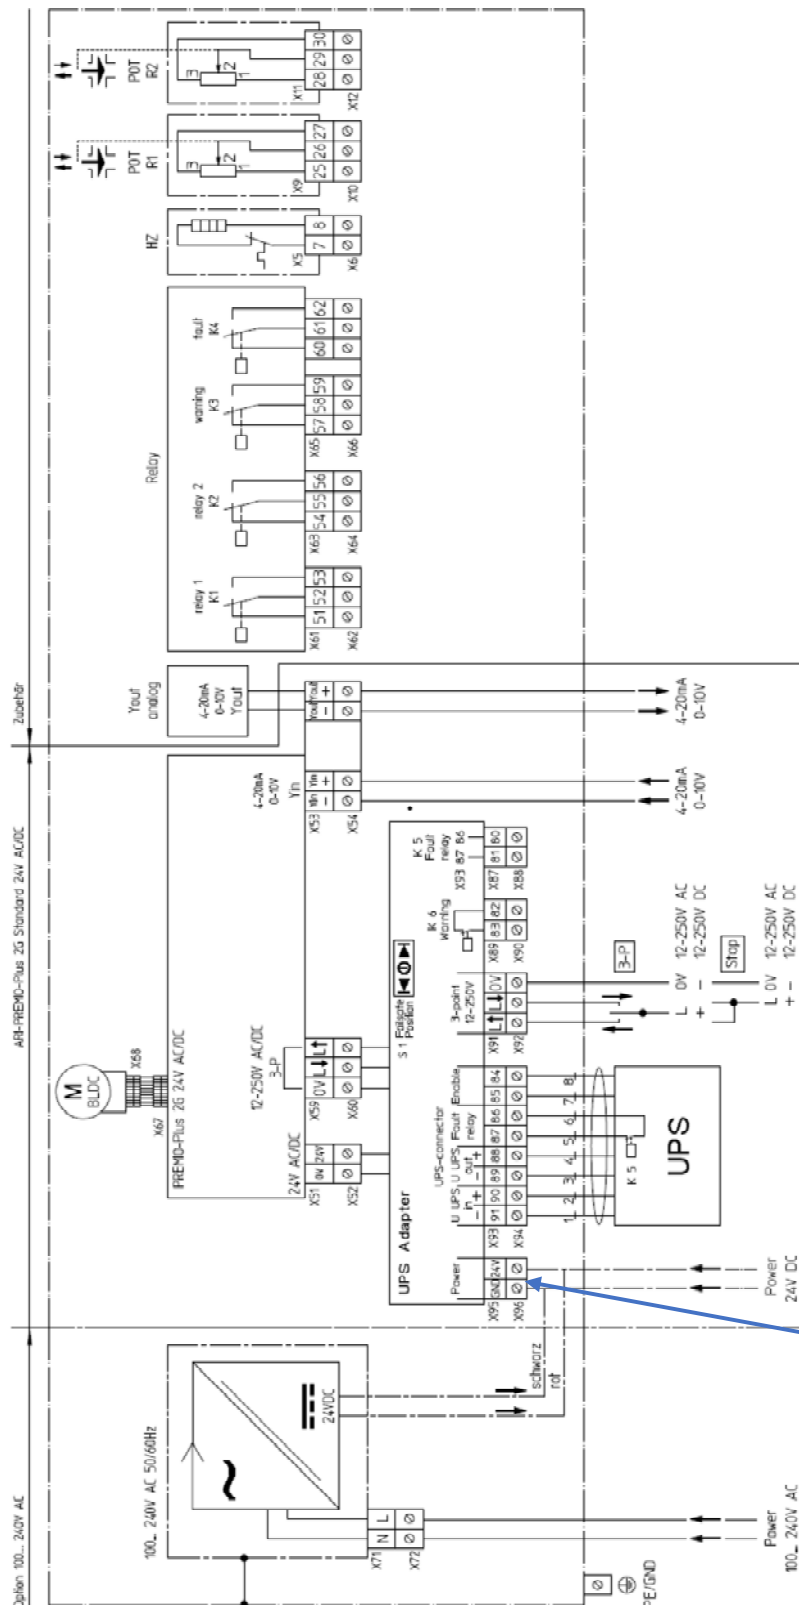 Option 100... 240V AC
ARI-PREMIO-Plus 2G Standard 24V AC/DC
Zubehör
100... 240V AC 50/60Hz
24VDC
X71
N
L
X72
schwarz
rot
PE/GND
Power
100... 240V AC
M
BLDC
X67
X68
PREMIO-Plus 2G 24V AC/DC
24V AC/DC
X51
0V
24V
X52
12-250V AC/DC
3-P
X59
0V
L↓
L↑
X60
4-20mA
0-10V
Yin
X53
Yin -
Yin +
X54
UPS Adapter
S 1 Failsafe
Position
Power
X95
GND
24V
X96
UPS-connector
U UPS in
- +
U UPS out
- +
Fault relay
Enable
X93
91
90
89
88
87
86
85
84
X94
3-point
12-250V
X91
L↑
L↓
0V
X92
K 6
Warning
X89
83
82
X90
K 5
Fault relay
X93 87 86
X87
81
80
X88
1
2
3
4
5
6
7
8
K 5
UPS
Power
24V DC
3-P
L 0V 12-250V AC
+ - 12-250V DC
Stop
L 0V 12-250V AC
+ - 12-250V DC
4-20mA
0-10V
4-20mA
0-10V
Yout
analog
4-20mA
0-10V
Yout
Yout -
Yout +
Relay
relay 1
K1
X61
51
52
53
X62
relay 2
K2
X63
54
55
56
X64
warning
K3
X65
57
58
59
X66
fault
K4
60
61
62
HZ
X5
7
8
X6
POT
R1
3
2
1
X9
25
26
27
X10
POT
R2
3
2
1
X11
28
29
30
X12